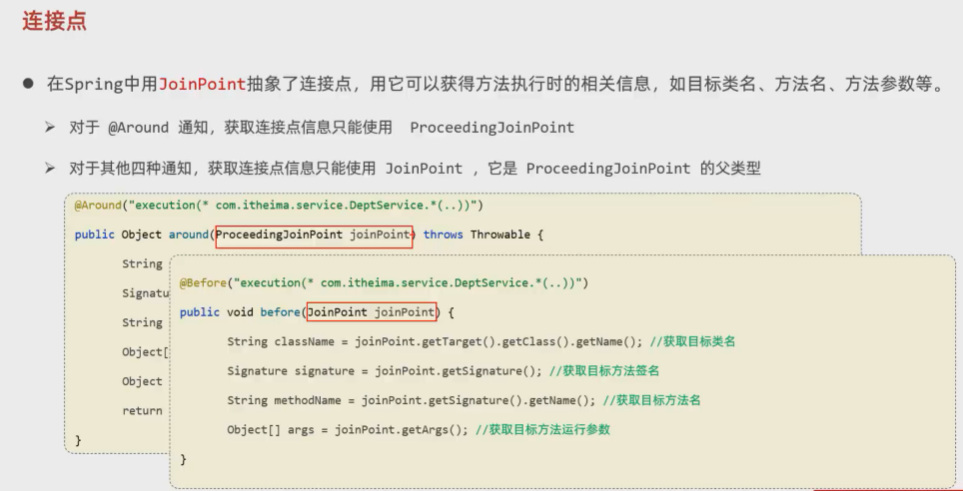 连接点
● 在Spring中用JoinPoint抽象了连接点，用它可以获得方法执行时的相关信息，如目标类名、方法名、方法参数等。
➢ 对于 @Around 通知，获取连接点信息只能使用 ProceedingJoinPoint
➢ 对于其他四种通知，获取连接点信息只能使用 JoinPoint ，它是 ProceedingJoinPoint 的父类型
@Around("execution(* com.itheima.service.DeptService.*(..))")
public Object around(ProceedingJoinPoint joinPoint) throws Throwable {
String
Signatu
String
Object[
Object
return
}
@Before("execution(* com.itheima.service.DeptService.*(..))")
public void before(JoinPoint joinPoint) {
String className = joinPoint.getTarget().getClass().getName(); //获取目标类名
Signature signature = joinPoint.getSignature(); //获取目标方法签名
String methodName = joinPoint.getSignature().getName(); //获取目标方法名
Object[] args = joinPoint.getArgs(); //获取目标方法运行参数
}